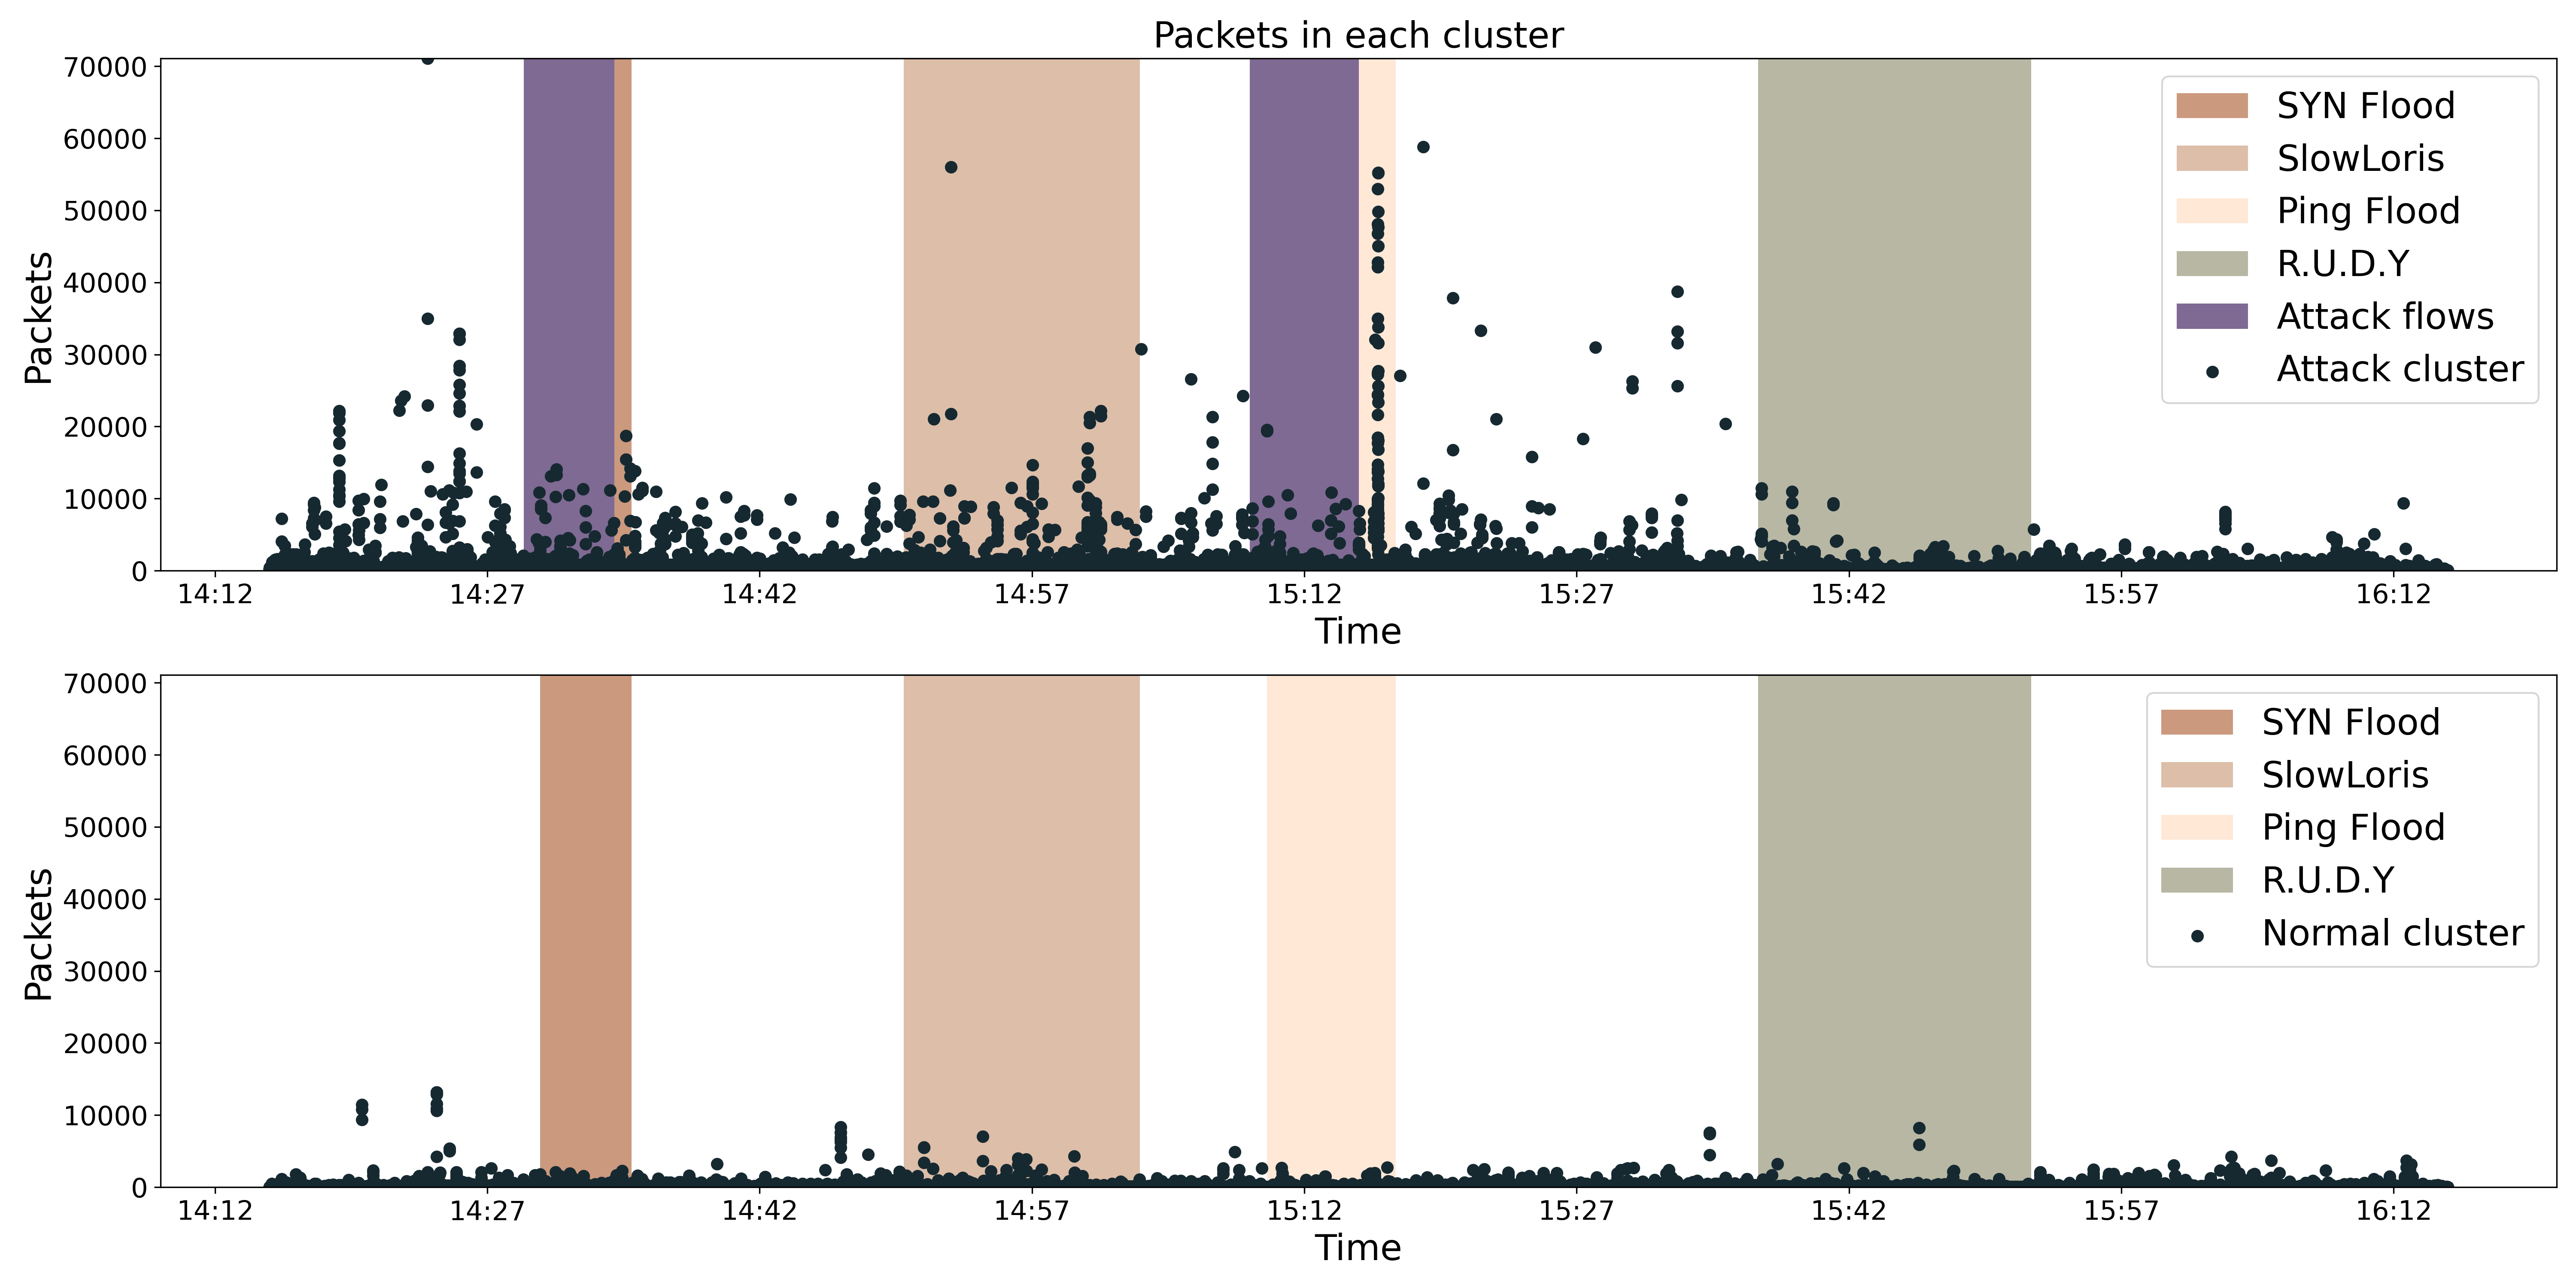 Packets in each cluster
70000
60000
50000
40000
30000
20000
10000
0
Packets
SYN Flood
SlowLoris
Ping Flood
R.U.D.Y
Attack flows
Attack cluster
14:12 14:27 14:42 14:57 15:12 15:27 15:42 15:57 16:12
Time
70000
60000
50000
40000
30000
20000
10000
0
Packets
SYN Flood
SlowLoris
Ping Flood
R.U.D.Y
Normal cluster
14:12 14:27 14:42 14:57 15:12 15:27 15:42 15:57 16:12
Time